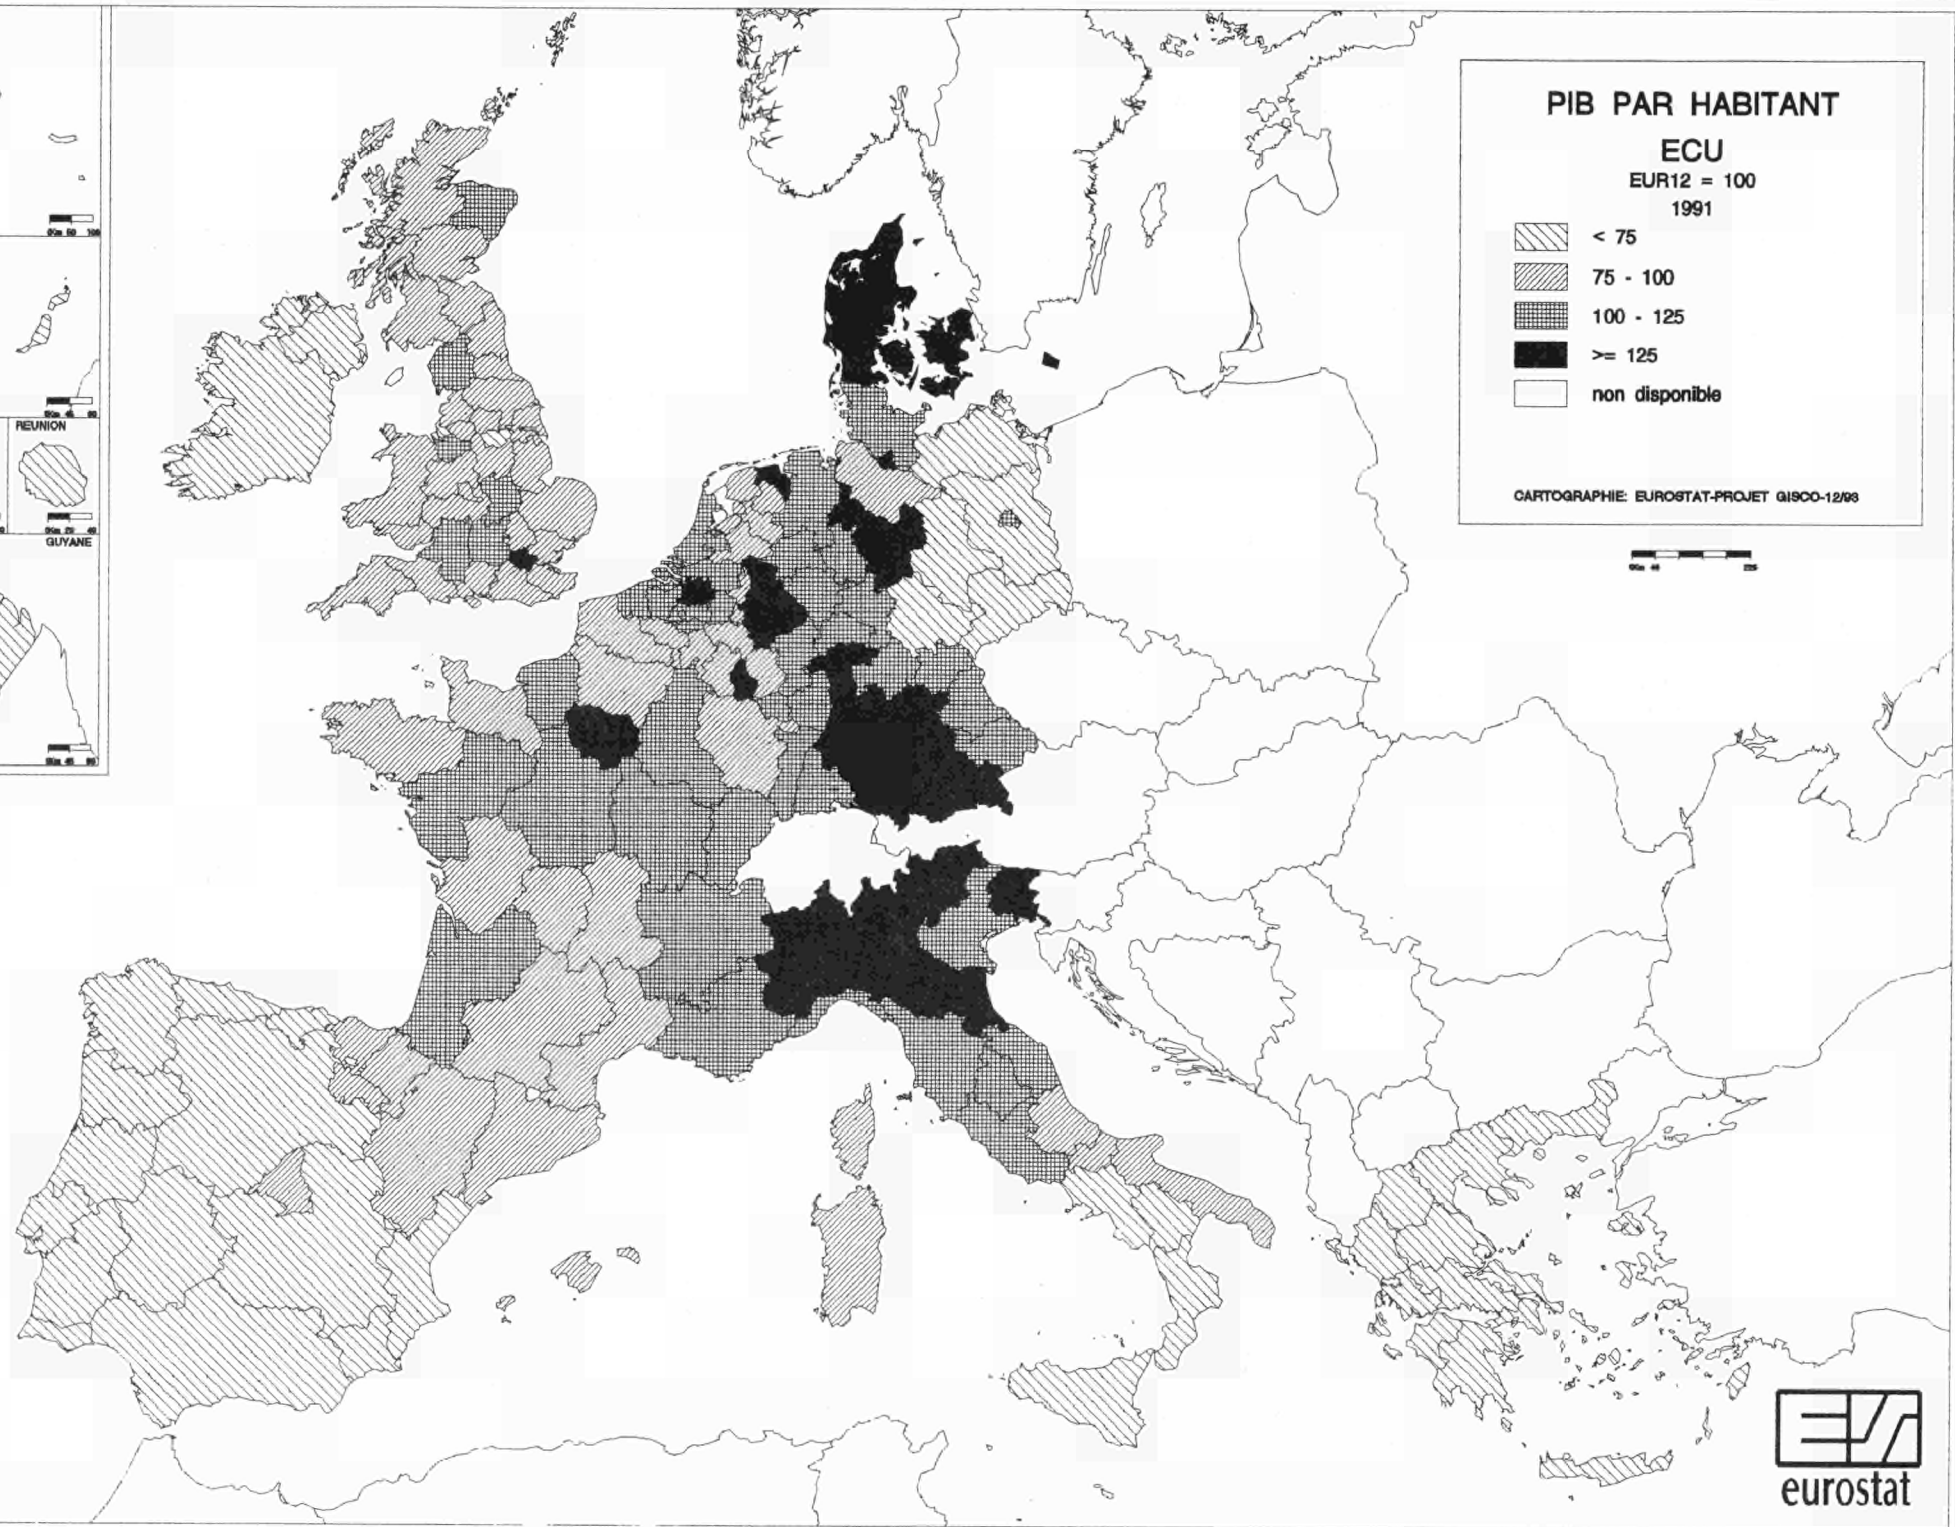 PIB PAR HABITANT
ECU
EUR12 = 100
1991
< 75
75 - 100
100 - 125
>= 125
non disponible
CARTOGRAPHIE: EUROSTAT-PROJET GISCO-12/93
REUNION
GUYANE
eurostat